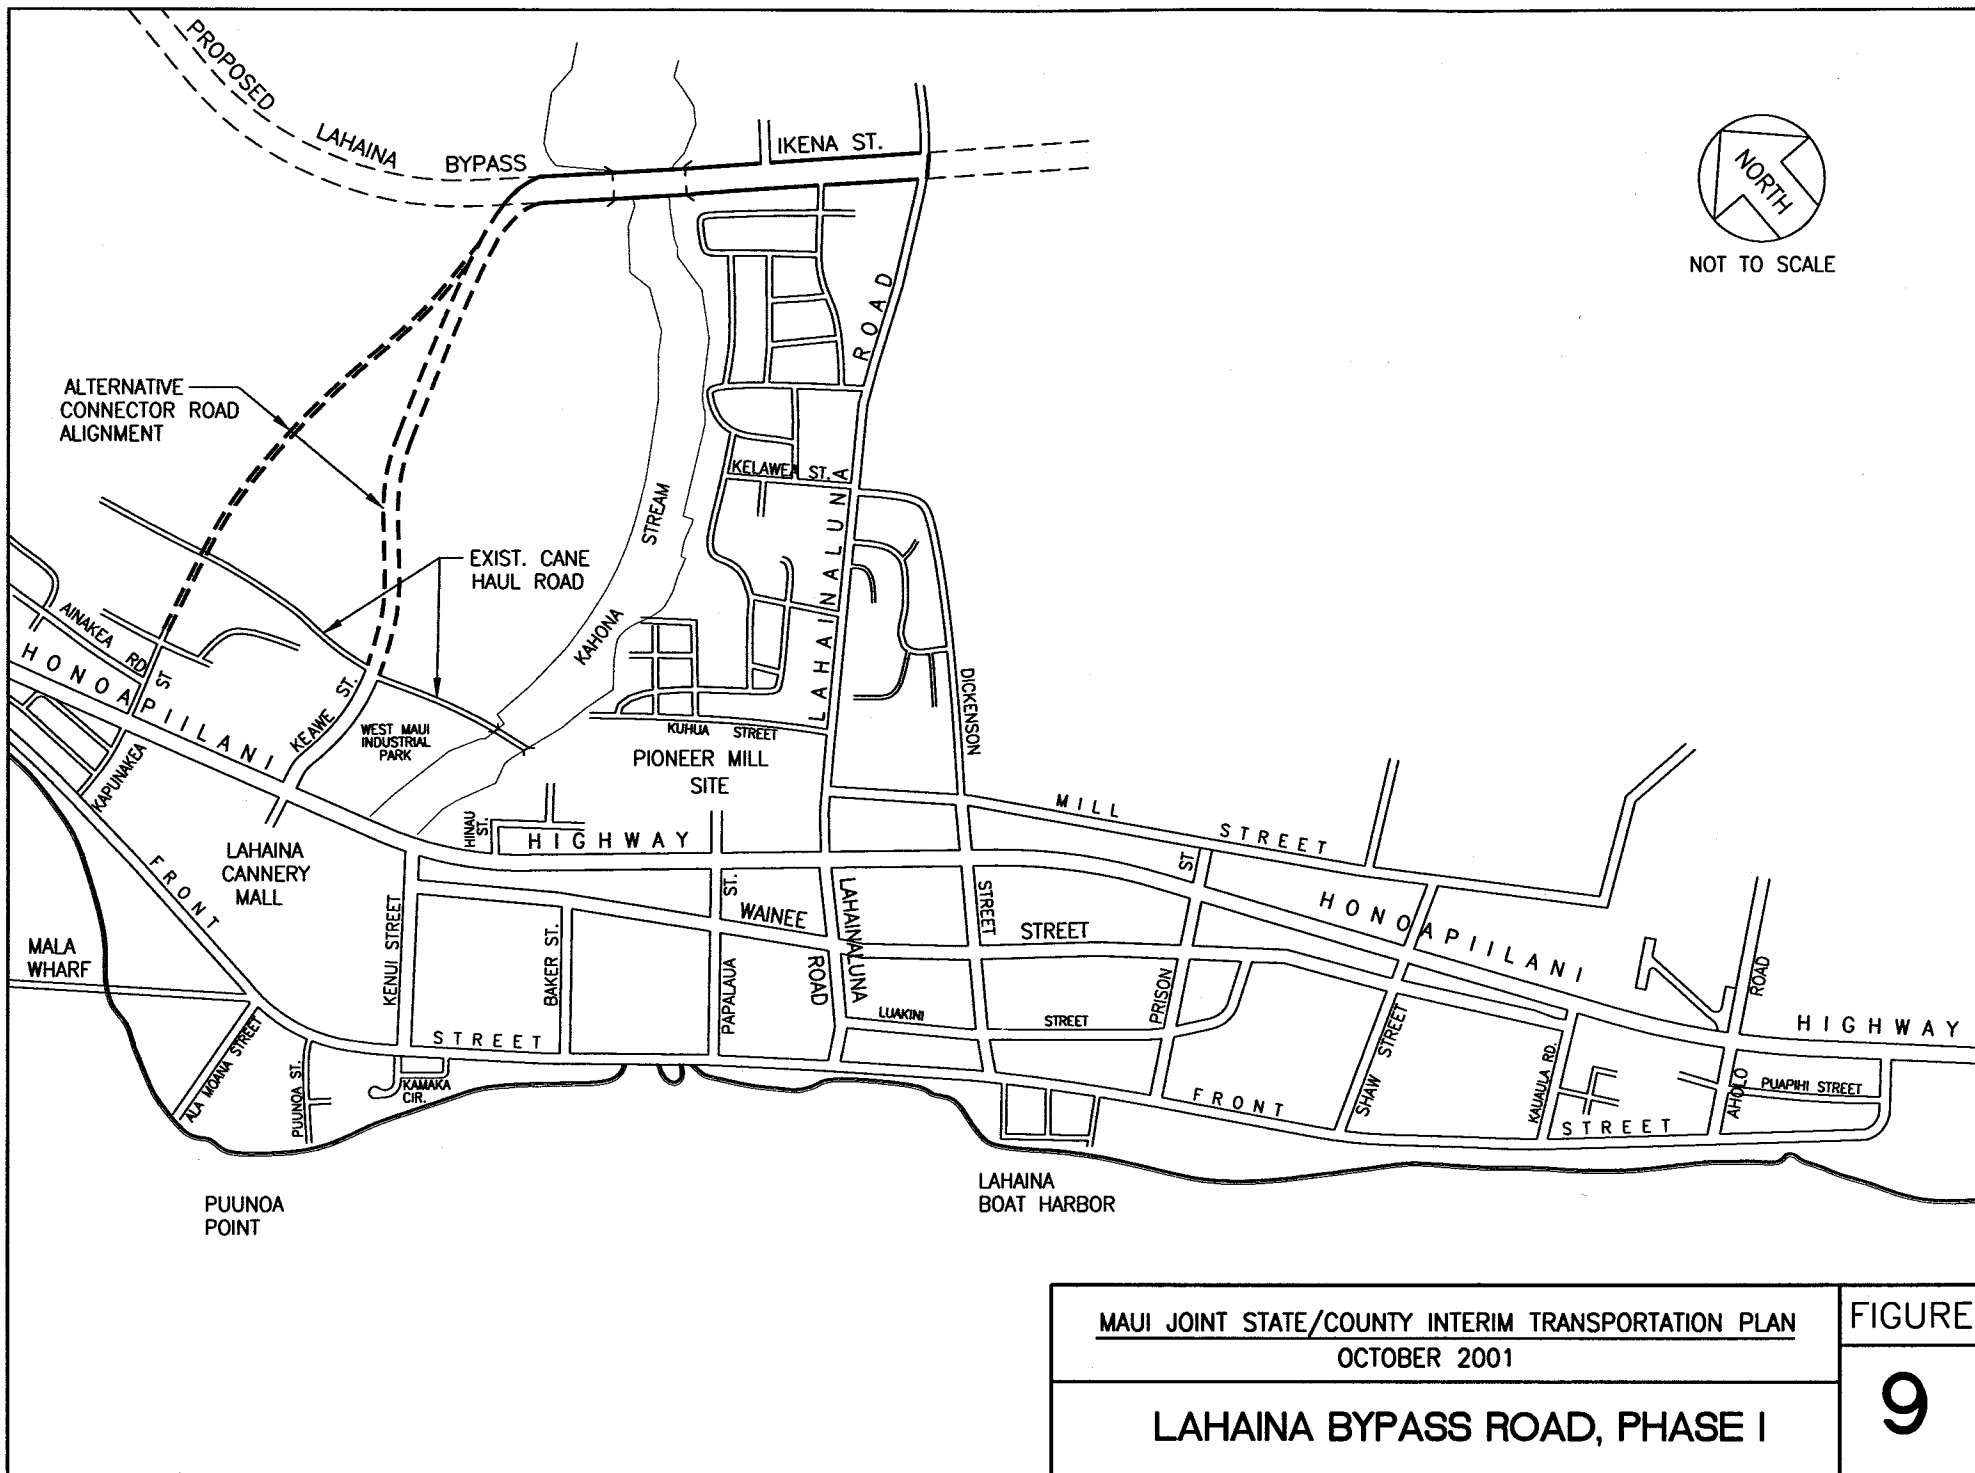 PROPOSED
LAHAINA
BYPASS
IKENA ST.
NORTH
NOT TO SCALE
ROAD
ALTERNATIVE
CONNECTOR ROAD
ALIGNMENT
KELAWEA ST.
LAHAINALUNA
STREAM
KAHONA
EXIST. CANE
HAUL ROAD
AINAKEA RD.
ST
HONOAPIILANI
KEAWE ST.
WEST MAUI
INDUSTRIAL
PARK
KUHUA STREET
DICKENSON
PIONEER MILL
SITE
KAPUNAKEA
MILL STREET
HINAU
ST.
HIGHWAY
LAHAINA
CANNERY
MALL
FRONT
ST.
ST
WAINEE
LAHAINALUNA
STREET
STREET
HONOAPIILANI
MALA
WHARF
KENUI STREET
BAKER ST.
PAPALAUA
ROAD
PRISON
ROAD
LUAKINI
STREET
HIGHWAY
STREET
SHAW STREET
KAUAULA RD.
ALA MOANA STREET
PUUNOA ST.
KAMAKA
CIR.
AHOLO
PUAPIHI STREET
FRONT
STREET
PUUNOA
POINT
LAHAINA
BOAT HARBOR
MAUI JOINT STATE/COUNTY INTERIM TRANSPORTATION PLAN
OCTOBER 2001
LAHAINA BYPASS ROAD, PHASE I
FIGURE
9